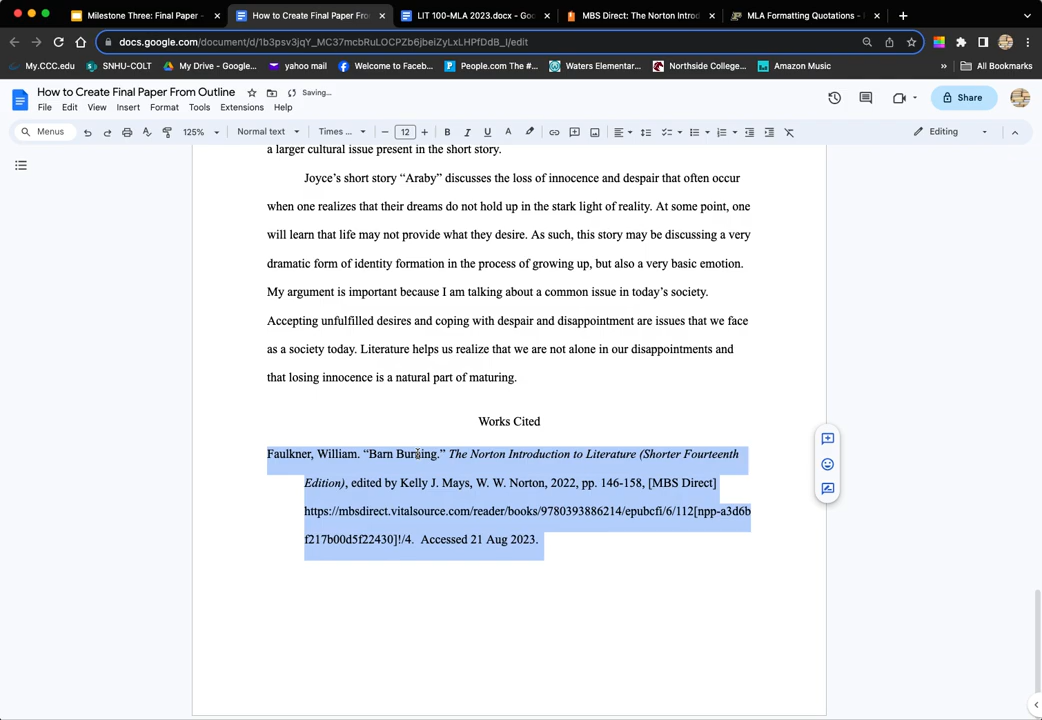 Milestone Three: Final Paper -
How to Create Final Paper From
LIT 100-MLA 2023.docx - Goo
MBS Direct: The Norton Introd
MLA Formatting Quotations -
docs.google.com/document/d/1b3psv3jqY_MC37mcbRuLOCPZb6jbeiZyLxLHPfDdB_I/edit
My.CCC.edu
SNHU-COLT
My Drive - Google...
yahoo mail
Welcome to Faceb...
People.com The #...
Waters Elementar...
Northside College...
Amazon Music
»
All Bookmarks
How to Create Final Paper From Outline
Saving...
File Edit View Insert Format Tools Extensions Help
Share
Menus
125%
Normal text
Times ...
12
B I U A
Editing
a larger cultural issue present in the short story.
Joyce’s short story “Araby” discusses the loss of innocence and despair that often occur
when one realizes that their dreams do not hold up in the stark light of reality. At some point, one
will learn that life may not provide what they desire. As such, this story may be discussing a very
dramatic form of identity formation in the process of growing up, but also a very basic emotion.
My argument is important because I am talking about a common issue in today’s society.
Accepting unfulfilled desires and coping with despair and disappointment are issues that we face
as a society today. Literature helps us realize that we are not alone in our disappointments and
that losing innocence is a natural part of maturing.
Works Cited
Faulkner, William. “Barn Burning.” The Norton Introduction to Literature (Shorter Fourteenth
Edition), edited by Kelly J. Mays, W. W. Norton, 2022, pp. 146-158, [MBS Direct]
https://mbsdirect.vitalsource.com/reader/books/9780393886214/epubcfi/6/112[npp-a3d6b
f217b00d5f22430]!/4. Accessed 21 Aug 2023.